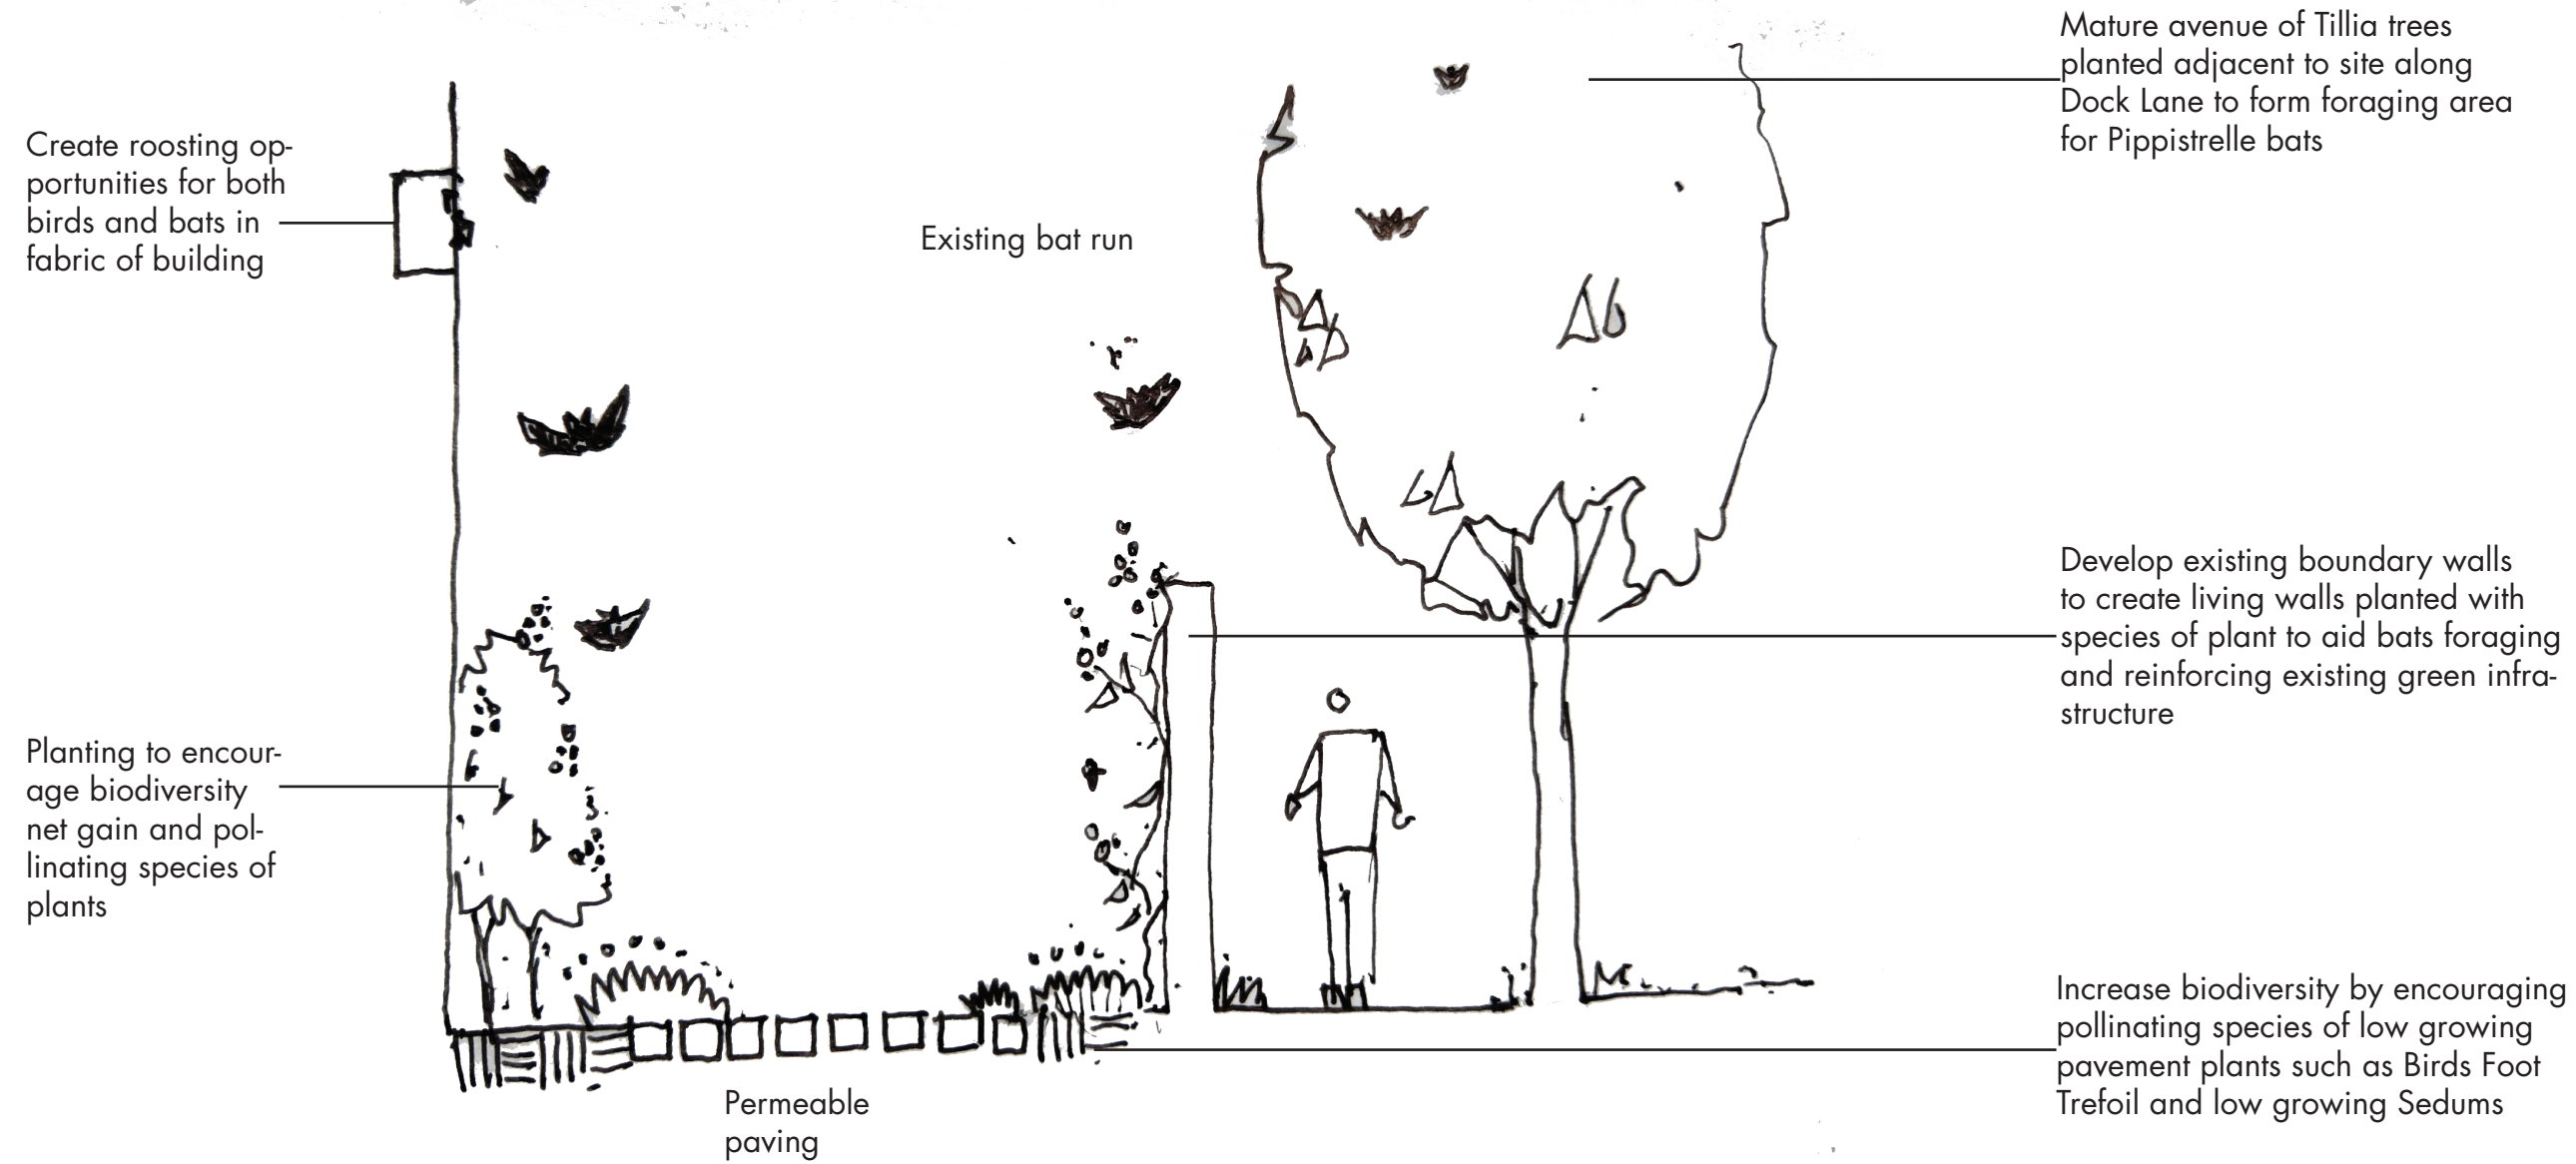 Mature avenue of Tillia trees
planted adjacent to site along
Dock Lane to form foraging area
for Pippistrelle bats
Create roosting op-
portunities for both
birds and bats in
fabric of building
Existing bat run
Develop existing boundary walls
to create living walls planted with
species of plant to aid bats foraging
and reinforcing existing green infra-
structure
Planting to encour-
age biodiversity
net gain and pol-
linating species of
plants
Increase biodiversity by encouraging
pollinating species of low growing
pavement plants such as Birds Foot
Trefoil and low growing Sedums
Permeable
paving